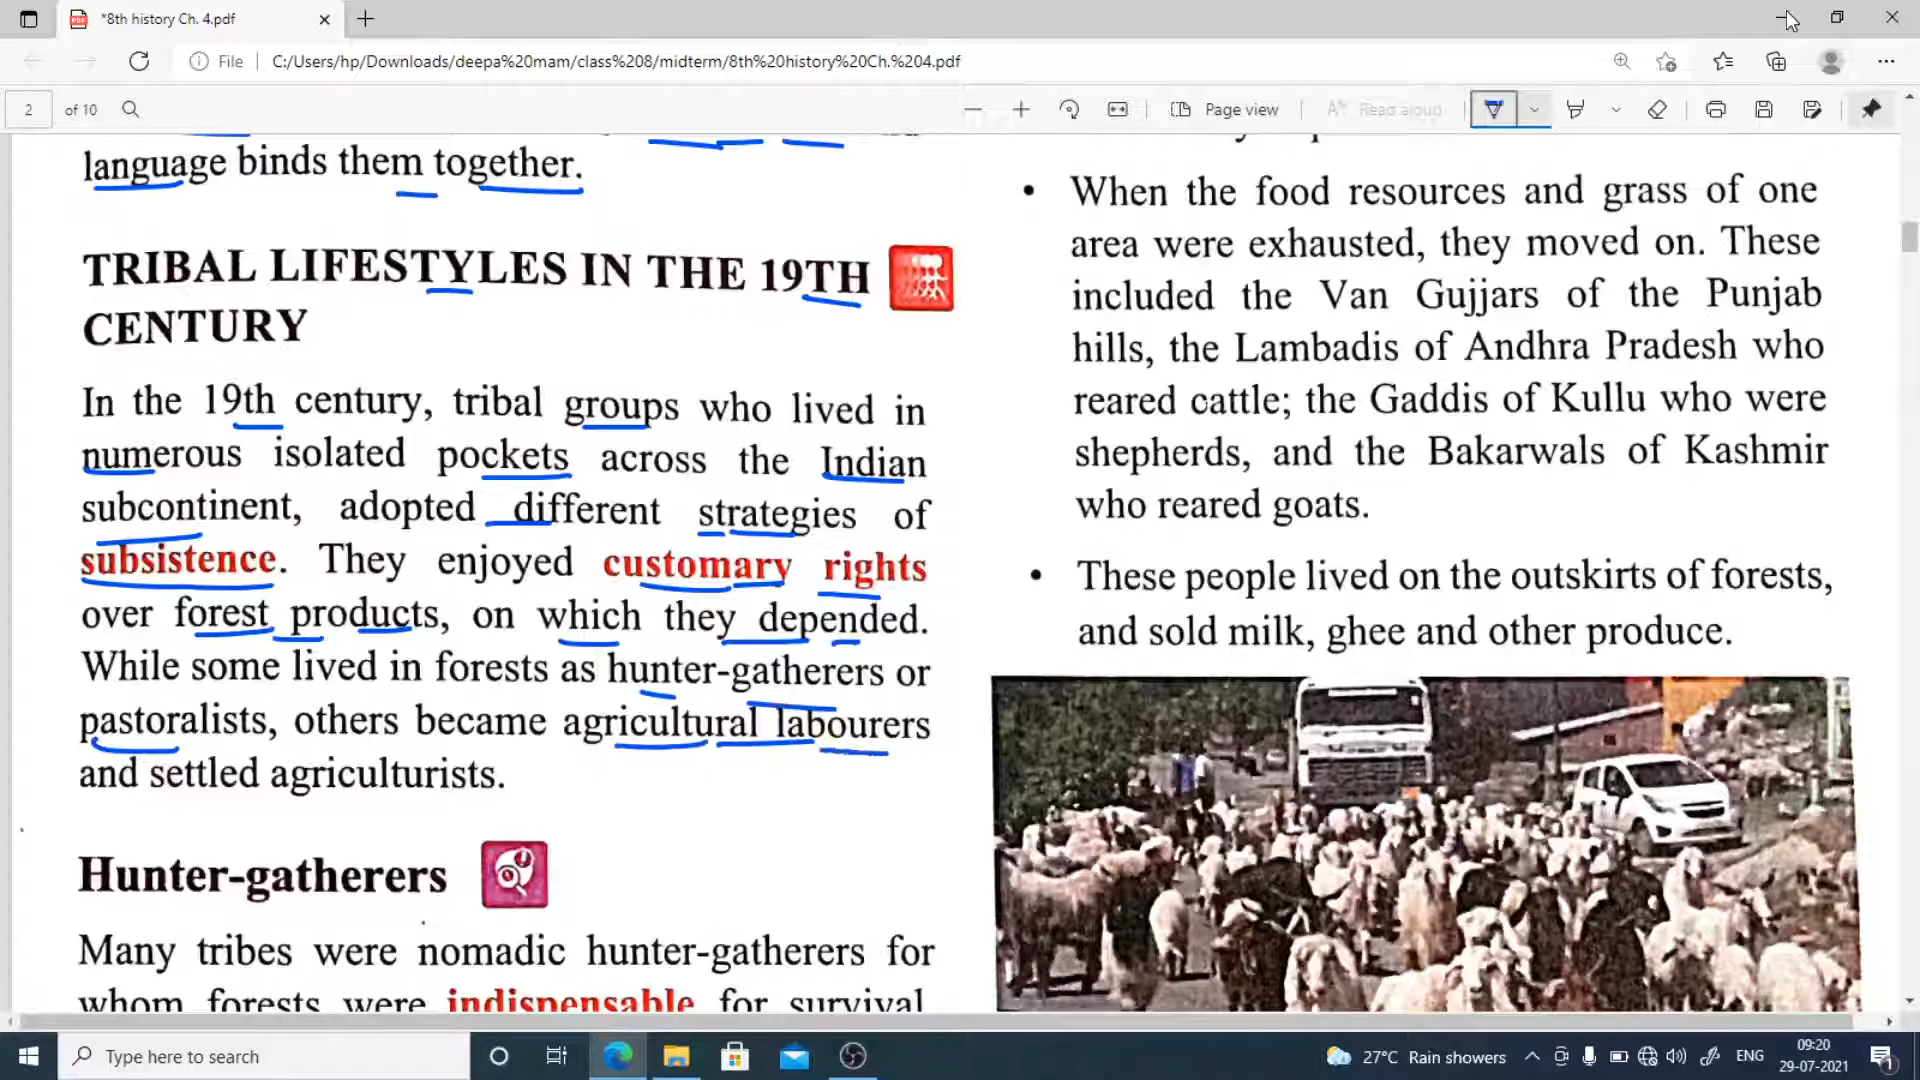 *8th history Ch. 4.pdf
File
C:/Users/hp/Downloads/deepa%20mam/class%208/midterm/8th%20history%20Ch.%204.pdf
2
of 10
Page view
Read aloud
language binds them together.
TRIBAL LIFESTYLES IN THE 19TH
CENTURY
In the 19th century, tribal groups who lived in
numerous isolated pockets across the Indian
subcontinent, adopted different strategies of
subsistence. They enjoyed customary rights
over forest products, on which they depended.
While some lived in forests as hunter-gatherers or
pastoralists, others became agricultural labourers
and settled agriculturists.
Hunter-gatherers
Many tribes were nomadic hunter-gatherers for
whom forests were indispensable for survival.
• When the food resources and grass of one
area were exhausted, they moved on. These
included the Van Gujjars of the Punjab
hills, the Lambadis of Andhra Pradesh who
reared cattle; the Gaddis of Kullu who were
shepherds, and the Bakarwals of Kashmir
who reared goats.
• These people lived on the outskirts of forests,
and sold milk, ghee and other produce.
Type here to search
27°C Rain showers
ENG
09:20
29-07-2021
1